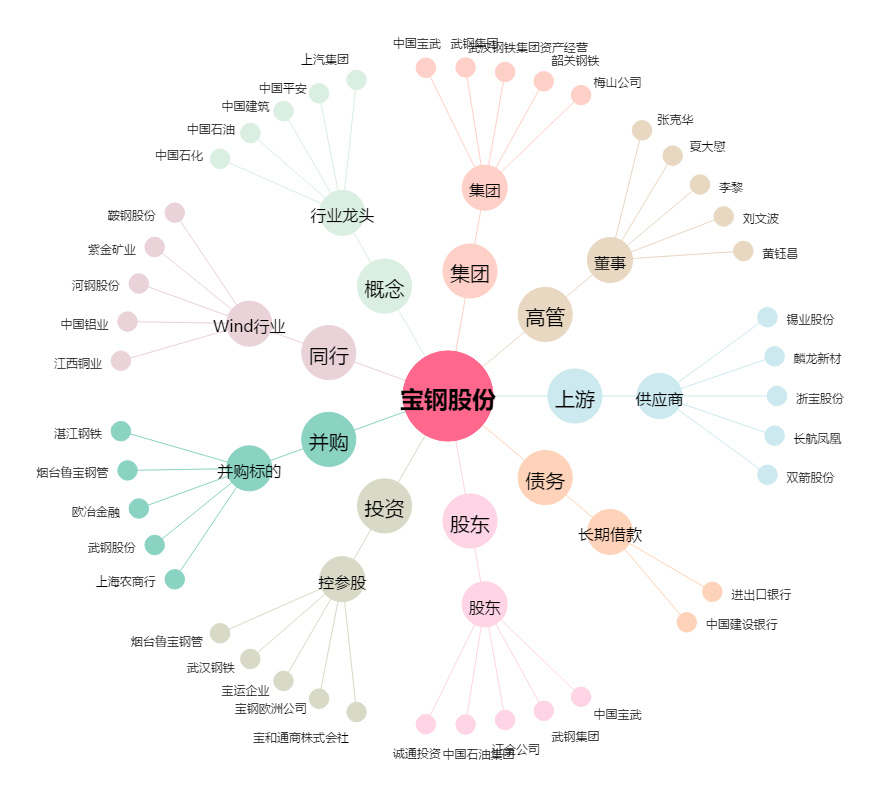 宝钢股份
集团
集团
中国宝武
武钢集团
武汉钢铁集团资产经营
韶关钢铁
梅山公司
高管
董事
张克华
夏大慰
李黎
刘文波
黄钰昌
上游
供应商
锡业股份
麟龙新材
浙宝股份
长航凤凰
双箭股份
债务
长期借款
进出口银行
中国建设银行
股东
股东
中国宝武
武钢集团
证金公司
中国石油集团
诚通投资
投资
控参股
宝和通商株式会社
宝钢欧洲公司
宝运企业
武汉钢铁
烟台鲁宝钢管
并购
并购标的
上海农商行
武钢股份
欧冶金融
烟台鲁宝钢管
湛江钢铁
同行
Wind行业
江西铜业
中国铝业
河钢股份
紫金矿业
鞍钢股份
概念
行业龙头
中国石化
中国石油
中国建筑
中国平安
上汽集团